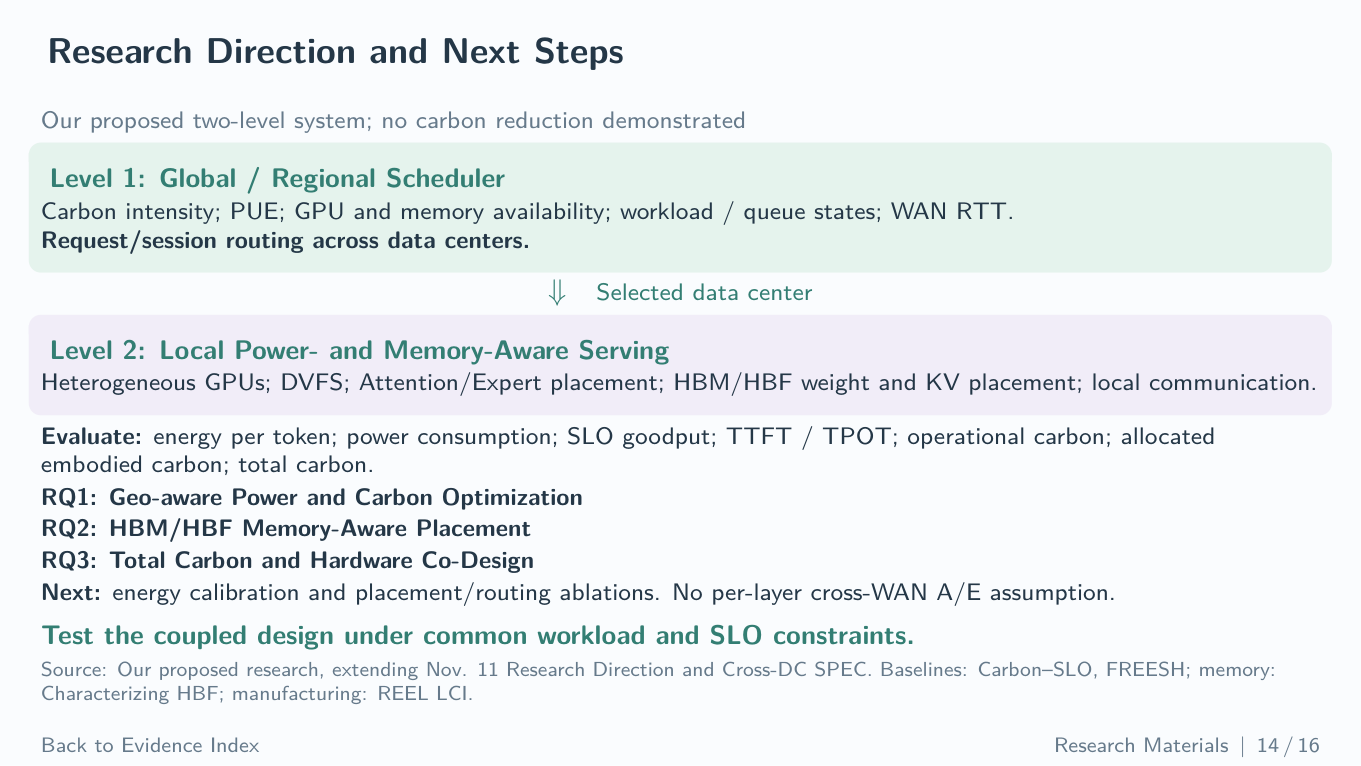 Research Direction and Next Steps
Our proposed two-level system; no carbon reduction demonstrated
Level 1: Global / Regional Scheduler
Carbon intensity; PUE; GPU and memory availability; workload / queue states; WAN RTT.
Request/session routing across data centers.
⇓ Selected data center
Level 2: Local Power- and Memory-Aware Serving
Heterogeneous GPUs; DVFS; Attention/Expert placement; HBM/HBF weight and KV placement; local communication.
Evaluate: energy per token; power consumption; SLO goodput; TTFT / TPOT; operational carbon; allocated
embodied carbon; total carbon.
RQ1: Geo-aware Power and Carbon Optimization
RQ2: HBM/HBF Memory-Aware Placement
RQ3: Total Carbon and Hardware Co-Design
Next: energy calibration and placement/routing ablations. No per-layer cross-WAN A/E assumption.
Test the coupled design under common workload and SLO constraints.
Source: Our proposed research, extending Nov. 11 Research Direction and Cross-DC SPEC. Baselines: Carbon–SLO, FREESH; memory:
Characterizing HBF; manufacturing: REEL LCI.
Back to Evidence Index
Research Materials | 14 / 16